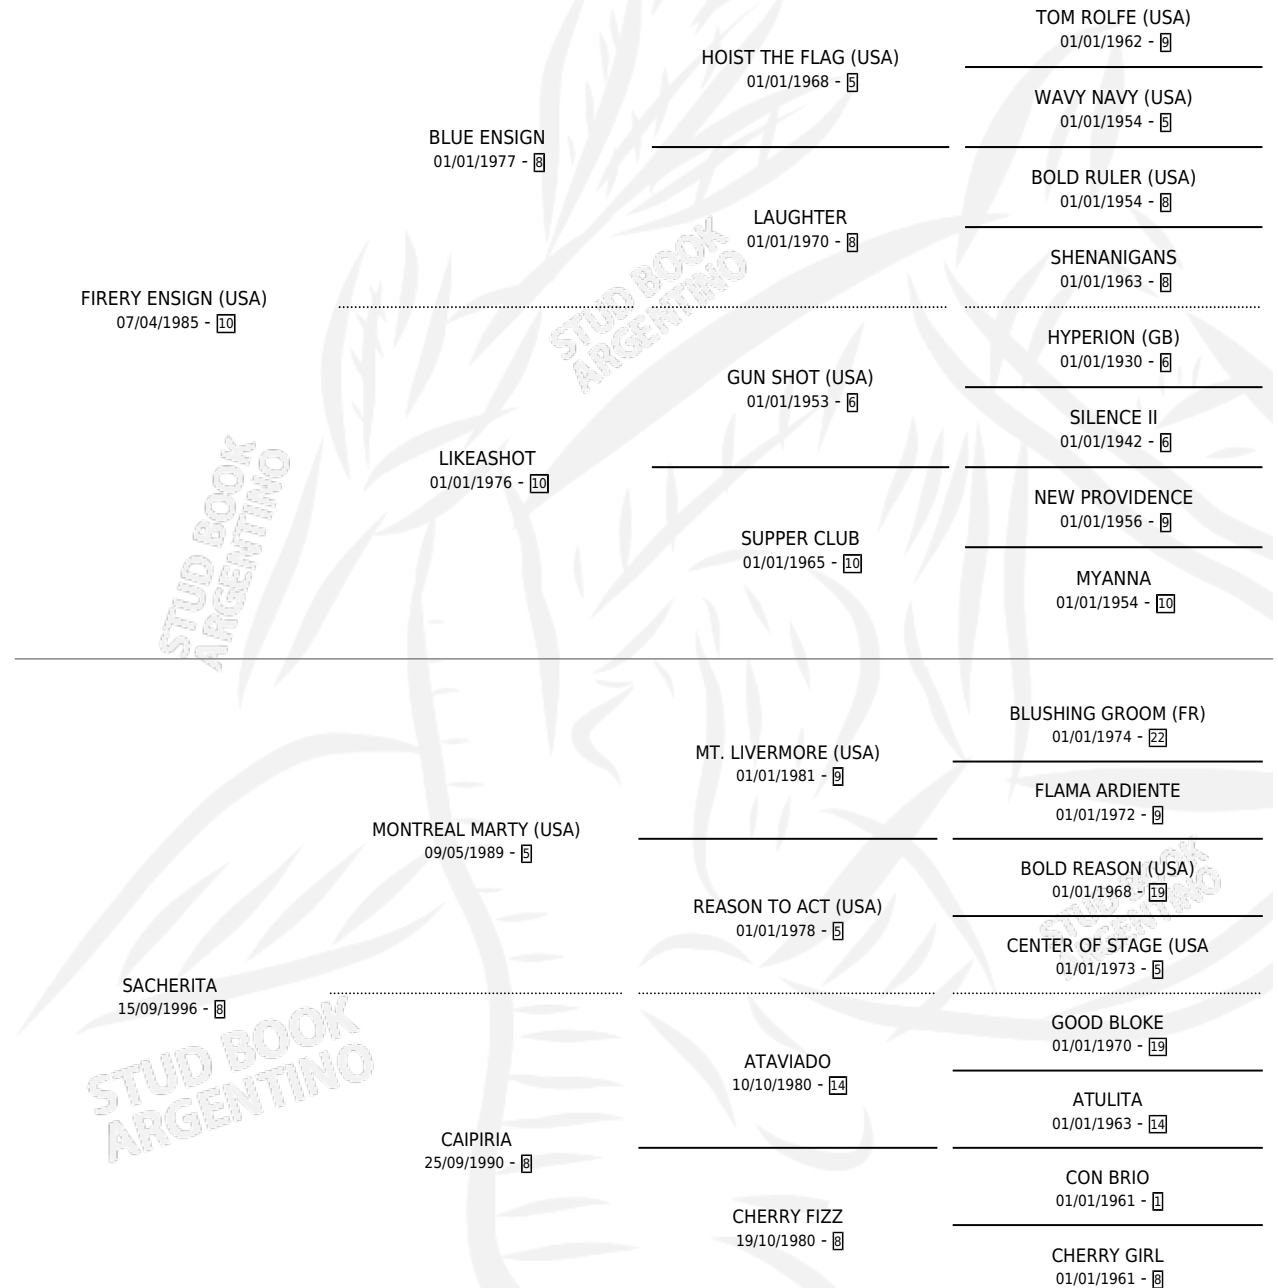 TOM ROLFE (USA)
01/01/1962 - 9
HOIST THE FLAG (USA)
01/01/1968 - 5
WAVY NAVY (USA)
01/01/1954 - 5
BLUE ENSIGN
01/01/1977 - 8
BOLD RULER (USA)
01/01/1954 - 8
LAUGHTER
01/01/1970 - 8
SHENANIGANS
01/01/1963 - 8
FIRERY ENSIGN (USA)
07/04/1985 - 10
HYPERION (GB)
01/01/1930 - 6
GUN SHOT (USA)
01/01/1953 - 6
SILENCE II
01/01/1942 - 6
LIKEASHOT
01/01/1976 - 10
NEW PROVIDENCE
01/01/1956 - 9
SUPPER CLUB
01/01/1965 - 10
MYANNA
01/01/1954 - 10
BLUSHING GROOM (FR)
01/01/1974 - 22
MT. LIVERMORE (USA)
01/01/1981 - 9
FLAMA ARDIENTE
01/01/1972 - 9
MONTREAL MARTY (USA)
09/05/1989 - 5
BOLD REASON (USA)
01/01/1968 - 19
REASON TO ACT (USA)
01/01/1978 - 5
CENTER OF STAGE (USA
01/01/1973 - 5
SACHERITA
15/09/1996 - 8
GOOD BLOKE
01/01/1970 - 19
ATAVIADO
10/10/1980 - 14
ATULITA
01/01/1963 - 14
CAIPIRIA
25/09/1990 - 8
CON BRIO
01/01/1961 - 1
CHERRY FIZZ
19/10/1980 - 8
CHERRY GIRL
01/01/1961 - 8
STUD BOOK
ARGENTINO
STUD BOOK
ARGENTINO
STUD BOOK
ARGENTINO
STUD BOOK
ARGENTINO